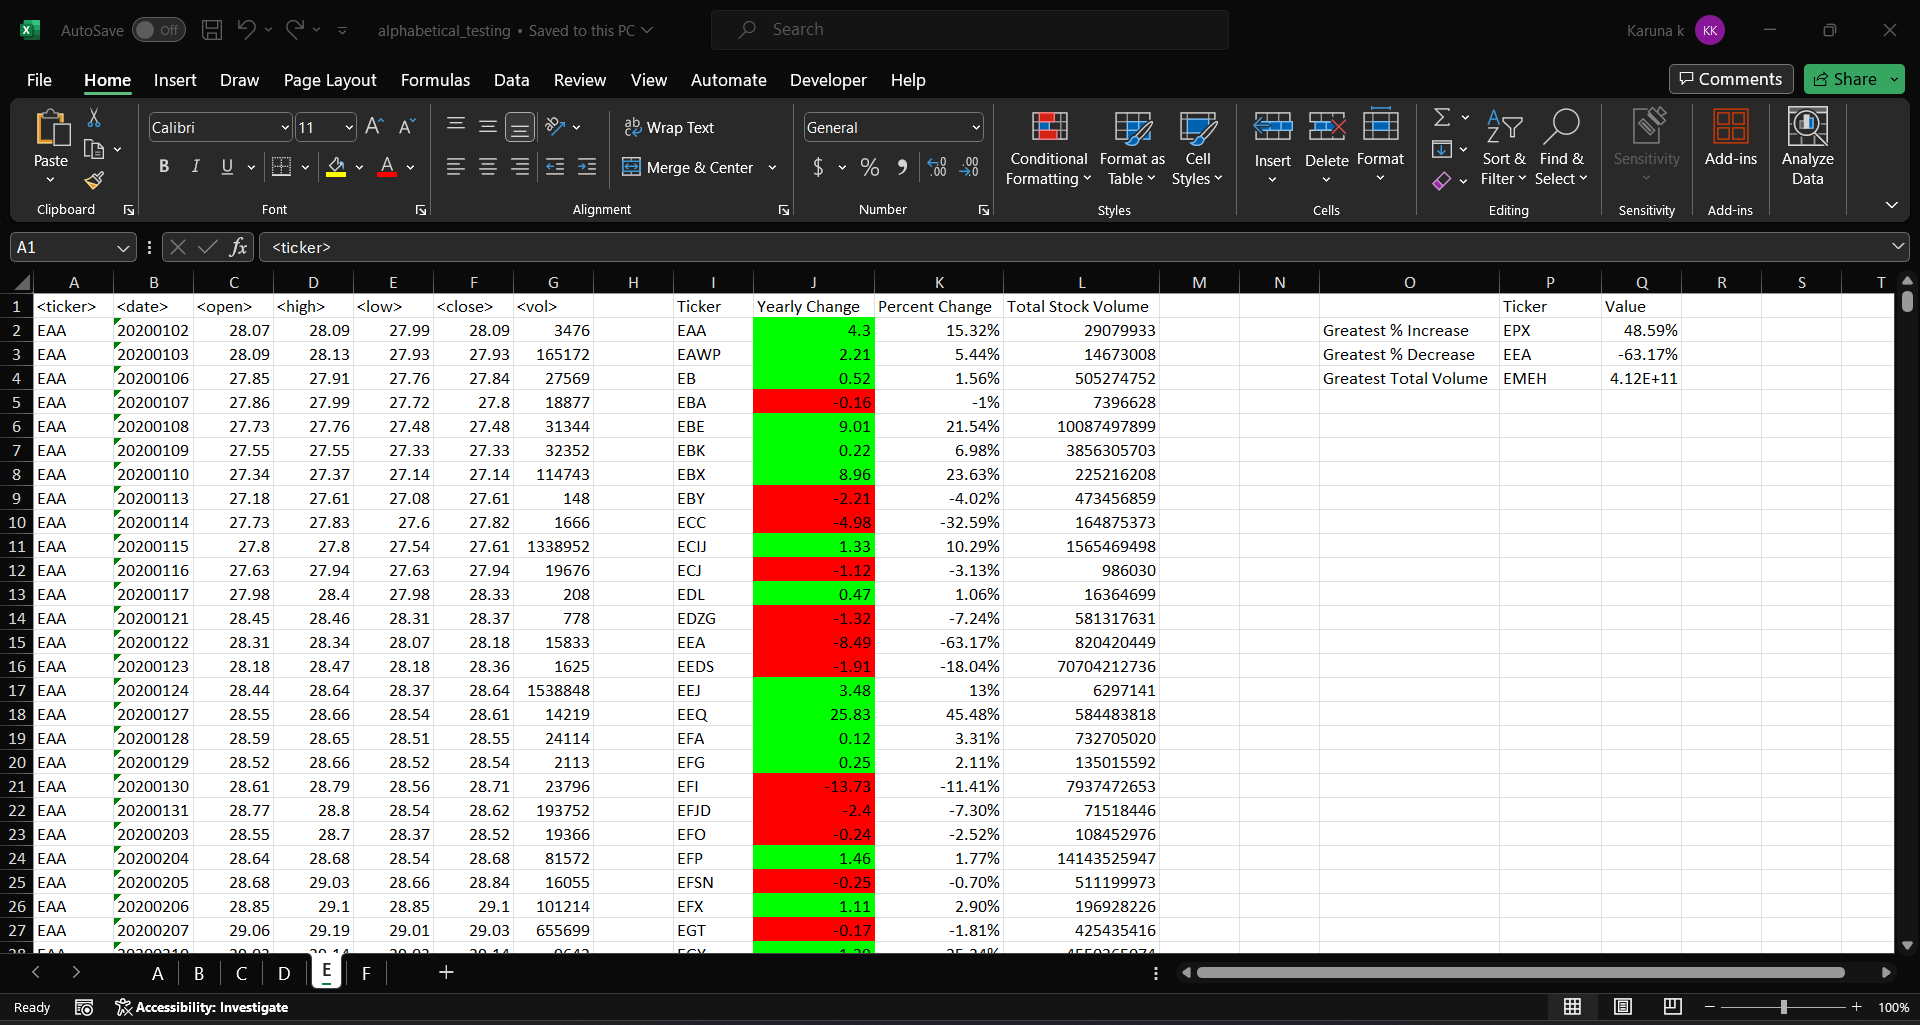 AutoSave Off alphabetical_testing • Saved to this PC Search Karuna k KK
File Home Insert Draw Page Layout Formulas Data Review View Automate Developer Help Comments Share
Paste Calibri 11 Wrap Text General Conditional Formatting Format as Table Cell Styles Insert Delete Format Sort & Filter Find & Select Sensitivity Add-ins Analyze Data
B I U A Merge & Center $ %
Clipboard Font Alignment Number Styles Cells Editing Sensitivity Add-ins
A1 fx <ticker>
A B C D E F G H I J K L M N O P Q R S T
1 <ticker> <date> <open> <high> <low> <close> <vol> Ticker Yearly Change Percent Change Total Stock Volume Ticker Value
2 EAA 20200102 28.07 28.09 27.99 28.09 3476 EAA 4.3 15.32% 29079933 Greatest % Increase EPX 48.59%
3 EAA 20200103 28.09 28.13 27.93 27.93 165172 EAWP 2.21 5.44% 14673008 Greatest % Decrease EEA -63.17%
4 EAA 20200106 27.85 27.91 27.76 27.84 27569 EB 0.52 1.56% 505274752 Greatest Total Volume EMEH 4.12E+11
5 EAA 20200107 27.86 27.99 27.72 27.8 18877 EBA -0.16 -1% 7396628
6 EAA 20200108 27.73 27.76 27.48 27.48 31344 EBE 9.01 21.54% 10087497899
7 EAA 20200109 27.55 27.55 27.33 27.33 32352 EBK 0.22 6.98% 3856305703
8 EAA 20200110 27.34 27.37 27.14 27.14 114743 EBX 8.96 23.63% 225216208
9 EAA 20200113 27.18 27.61 27.08 27.61 148 EBY -2.21 -4.02% 473456859
10 EAA 20200114 27.73 27.83 27.6 27.82 1666 ECC -4.98 -32.59% 164875373
11 EAA 20200115 27.8 27.8 27.54 27.61 1338952 ECIJ 1.33 10.29% 1565469498
12 EAA 20200116 27.63 27.94 27.63 27.94 19676 ECJ -1.12 -3.13% 986030
13 EAA 20200117 27.98 28.4 27.98 28.33 208 EDL 0.47 1.06% 16364699
14 EAA 20200121 28.45 28.46 28.31 28.37 778 EDZG -1.32 -7.24% 581317631
15 EAA 20200122 28.31 28.34 28.07 28.18 15833 EEA -8.49 -63.17% 820420449
16 EAA 20200123 28.18 28.47 28.18 28.36 1625 EEDS -1.91 -18.04% 70704212736
17 EAA 20200124 28.44 28.64 28.37 28.64 1538848 EEJ 3.48 13% 6297141
18 EAA 20200127 28.55 28.66 28.54 28.61 14219 EEQ 25.83 45.48% 584483818
19 EAA 20200128 28.59 28.65 28.51 28.55 24114 EFA 0.12 3.31% 732705020
20 EAA 20200129 28.52 28.66 28.52 28.54 2113 EFG 0.25 2.11% 135015592
21 EAA 20200130 28.61 28.79 28.56 28.71 23796 EFI -13.73 -11.41% 7937472653
22 EAA 20200131 28.77 28.8 28.54 28.62 193752 EFJD -2.4 -7.30% 71518446
23 EAA 20200203 28.55 28.7 28.37 28.52 19366 EFO -0.24 -2.52% 108452976
24 EAA 20200204 28.64 28.68 28.54 28.68 81572 EFP 1.46 1.77% 14143525947
25 EAA 20200205 28.68 29.03 28.66 28.84 16055 EFSN -0.25 -0.70% 511199973
26 EAA 20200206 28.85 29.1 28.85 29.1 101214 EFX 1.11 2.90% 196928226
27 EAA 20200207 29.06 29.19 29.01 29.03 655699 EGT -0.17 -1.81% 425435416
A B C D E F
Ready Accessibility: Investigate 100%